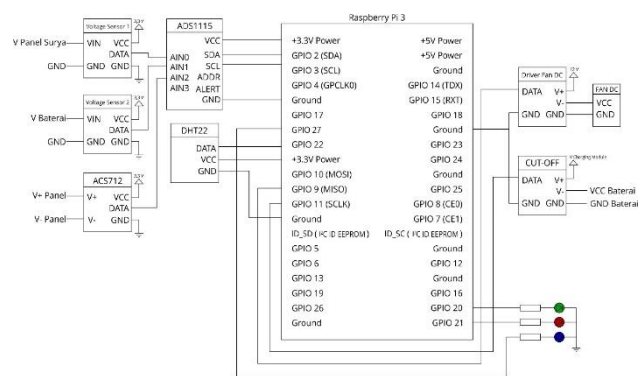 Raspberry Pi 3
Voltage Sensor 1
3,3 V
V Panel Surya
VIN
VCC
DATA
GND
GND
GND
Voltage Sensor 2
3,3 V
V Baterai
VIN
VCC
DATA
GND
GND
GND
ACS712
3,3 V
V+ Panel
V+
VCC
DATA
V- Panel
V-
GND
ADS1115
VCC
SDA
AIN0
SCL
AIN1
ADDR
AIN2
ALERT
AIN3
GND
DHT22
DATA
VCC
GND
+3.3V Power
+5V Power
GPIO 2 (SDA)
+5V Power
GPIO 3 (SCL)
Ground
GPIO 4 (GPCLK0)
GPIO 14 (TDX)
Ground
GPIO 15 (RXT)
GPIO 17
GPIO 18
GPIO 27
Ground
GPIO 22
GPIO 23
+3.3V Power
GPIO 24
GPIO 10 (MOSI)
Ground
GPIO 9 (MISO)
GPIO 25
GPIO 11 (SCLK)
GPIO 8 (CE0)
Ground
GPIO 7 (CE1)
ID_SD ( I²C ID EEPROM )
ID_SC ( I²C ID EEPROM )
GPIO 5
Ground
GPIO 6
GPIO 12
GPIO 13
Ground
GPIO 19
GPIO 16
GPIO 26
GPIO 20
Ground
GPIO 21
Driver Fan DC
12 V
DATA
V+
V-
GND
GND
FAN DC
VCC
GND
CUT-OFF
Charging module
DATA
V+
V-
GND
GND
VCC Baterai
GND Baterai